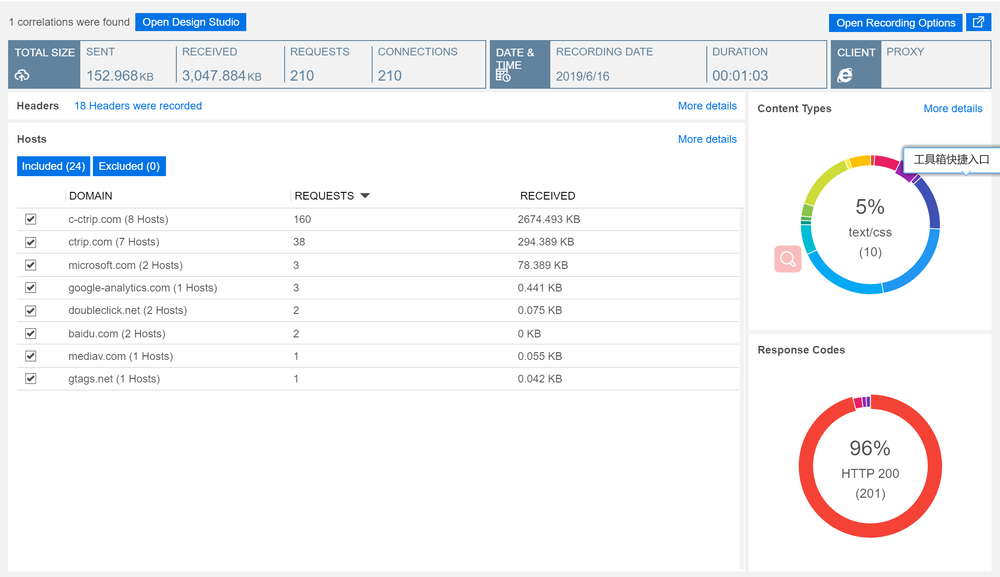 1 correlations were found Open Design Studio Open Recording Options
TOTAL SIZE SENT RECEIVED REQUESTS CONNECTIONS DATE & TIME RECORDING DATE DURATION CLIENT PROXY
152.968 KB 3,047.884 KB 210 210 2019/6/16 00:01:03
Headers 18 Headers were recorded More details
Hosts More details
Included (24) Excluded (0)
DOMAIN REQUESTS RECEIVED
c-ctrip.com (8 Hosts) 160 2674.493 KB
ctrip.com (7 Hosts) 38 294.389 KB
microsoft.com (2 Hosts) 3 78.389 KB
google-analytics.com (1 Hosts) 3 0.441 KB
doubleclick.net (2 Hosts) 2 0.075 KB
baidu.com (2 Hosts) 2 0 KB
mediav.com (1 Hosts) 1 0.055 KB
gtags.net (1 Hosts) 1 0.042 KB
Content Types More details
工具箱快捷入口
5%
text/css
(10)
Response Codes
96%
HTTP 200
(201)